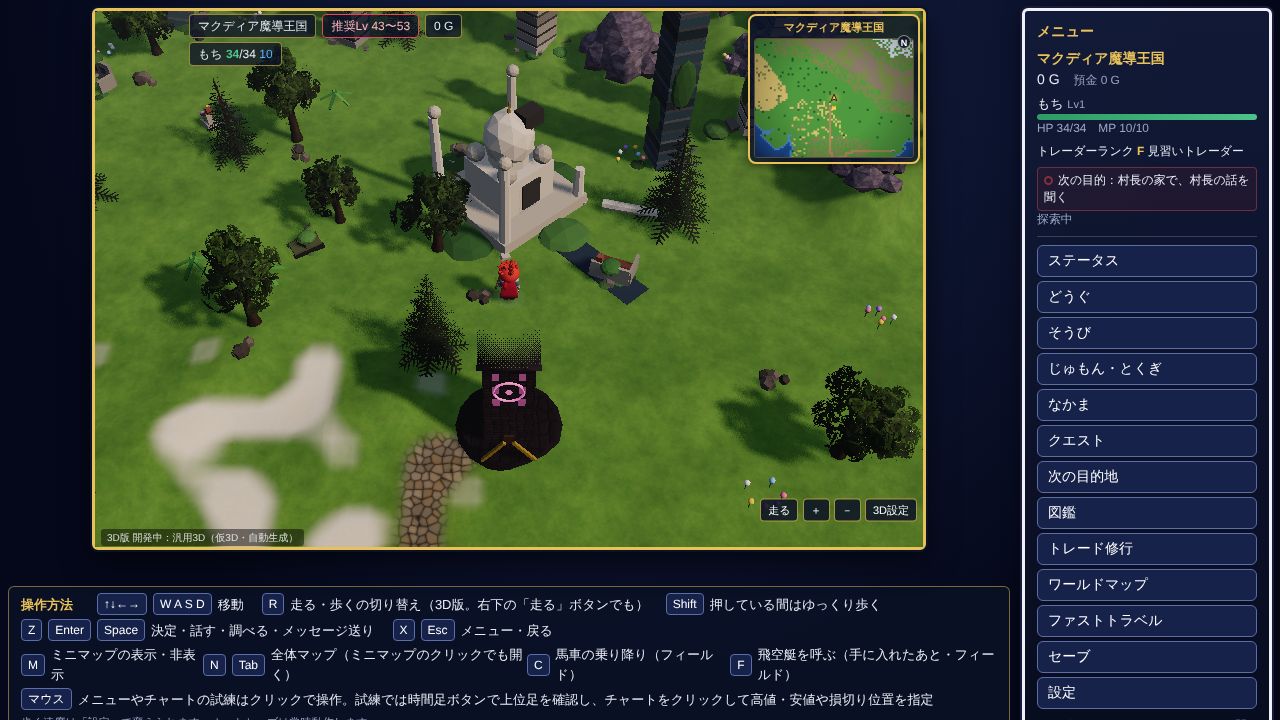 マクディア魔導王国 推奨Lv 43〜53 0 G
もち 34/34 10
マクディア魔導王国
N
走る + − 3D設定
3D版 開発中：汎用3D（仮3D・自動生成）
メニュー
マクディア魔導王国
0 G 預金 0 G
もち Lv1
HP 34/34 MP 10/10
トレーダーランク F 見習いトレーダー
次の目的：村長の家で、村長の話を
聞く
探索中
ステータス
どうぐ
そうび
じゅもん・とくぎ
なかま
クエスト
次の目的地
図鑑
トレード修行
ワールドマップ
ファストトラベル
セーブ
設定
操作方法 ↑↓←→ W A S D 移動 R 走る・歩くの切り替え（3D版。右下の「走る」ボタンでも） Shift 押している間はゆっくり歩く
Z Enter Space 決定・話す・調べる・メッセージ送り X Esc メニュー・戻る
M ミニマップの表示・非表示 N Tab 全体マップ（ミニマップのクリックでも開く） C 馬車の乗り降り（フィールド） F 飛空艇を呼ぶ（手に入れたあと・フィールド）
マウス メニューやチャートの試練はクリックで操作。試練では時間足ボタンで上位足を確認し、チャートをクリックして高値・安値や損切り位置を指定